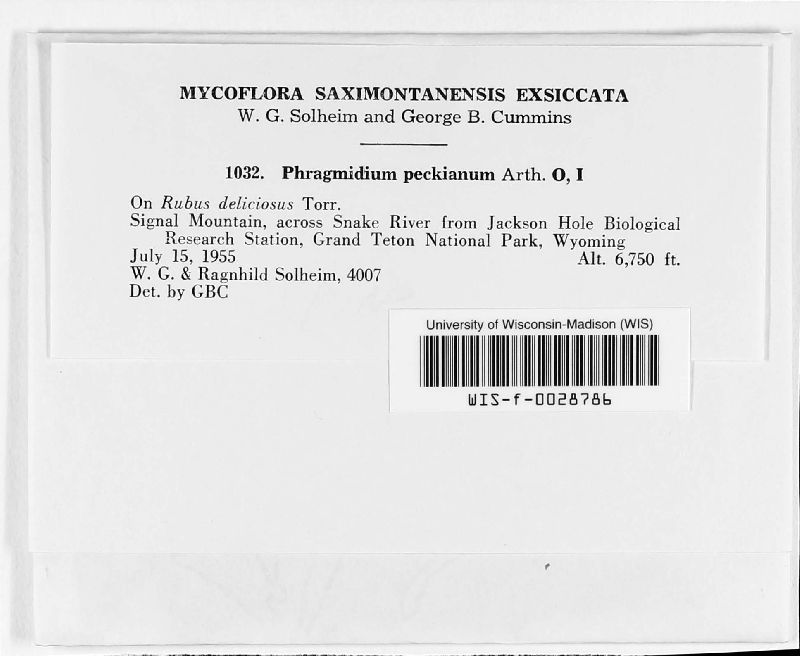 MYCOFLORA SAXIMONTANENSIS EXSICCATA
W. G. Solheim and George B. Cummins
1032. Phragmidium peckianum Arth. O, I
On Rubus deliciosus Torr.
Signal Mountain, across Snake River from Jackson Hole Biological
Research Station, Grand Teton National Park, Wyoming
July 15, 1955 Alt. 6,750 ft.
W. G. & Ragnhild Solheim, 4007
Det. by GBC
University of Wisconsin-Madison (WIS)
WIS-f-0028786